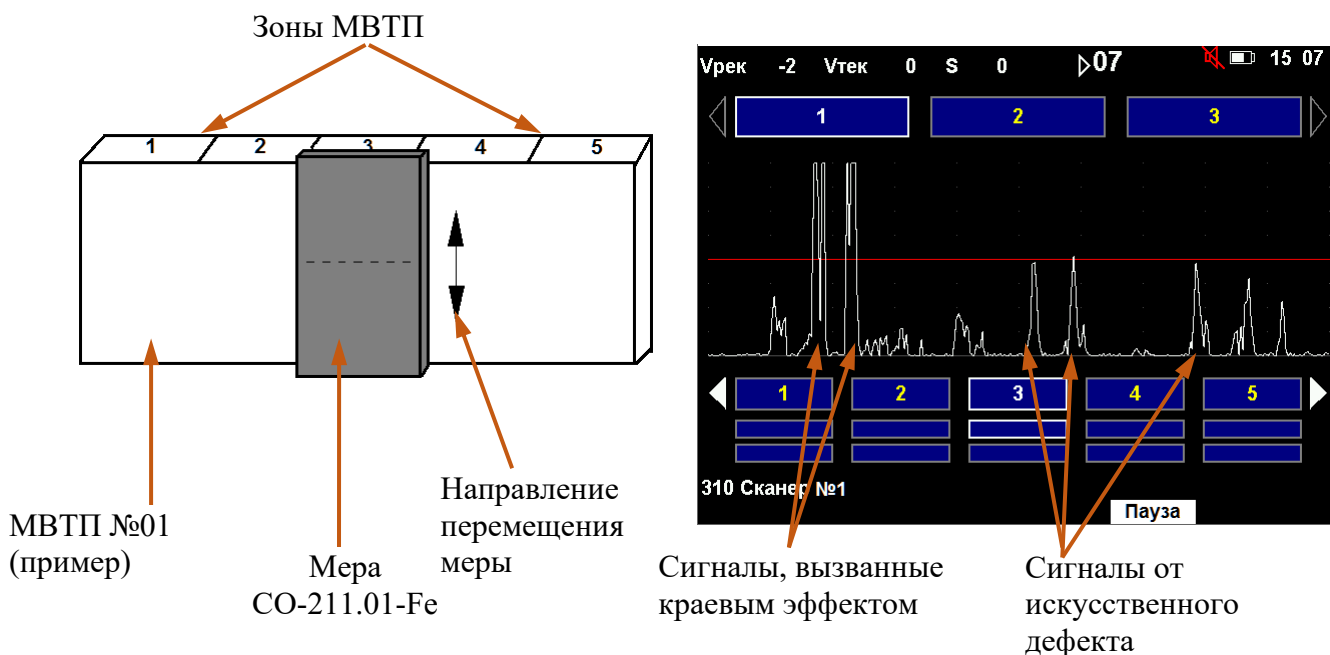 Зоны МВТП
1 2 3 4 5
МВТП №01
(пример)
Мера
СО-211.01-Fe
Направление
перемещения
меры
Vрек -2 Vтек 0 S 0 07 15 07
1 2 3
1 2 3 4 5
310 Сканер №1
Пауза
Сигналы, вызванные
краевым эффектом
Сигналы от
искусственного
дефекта